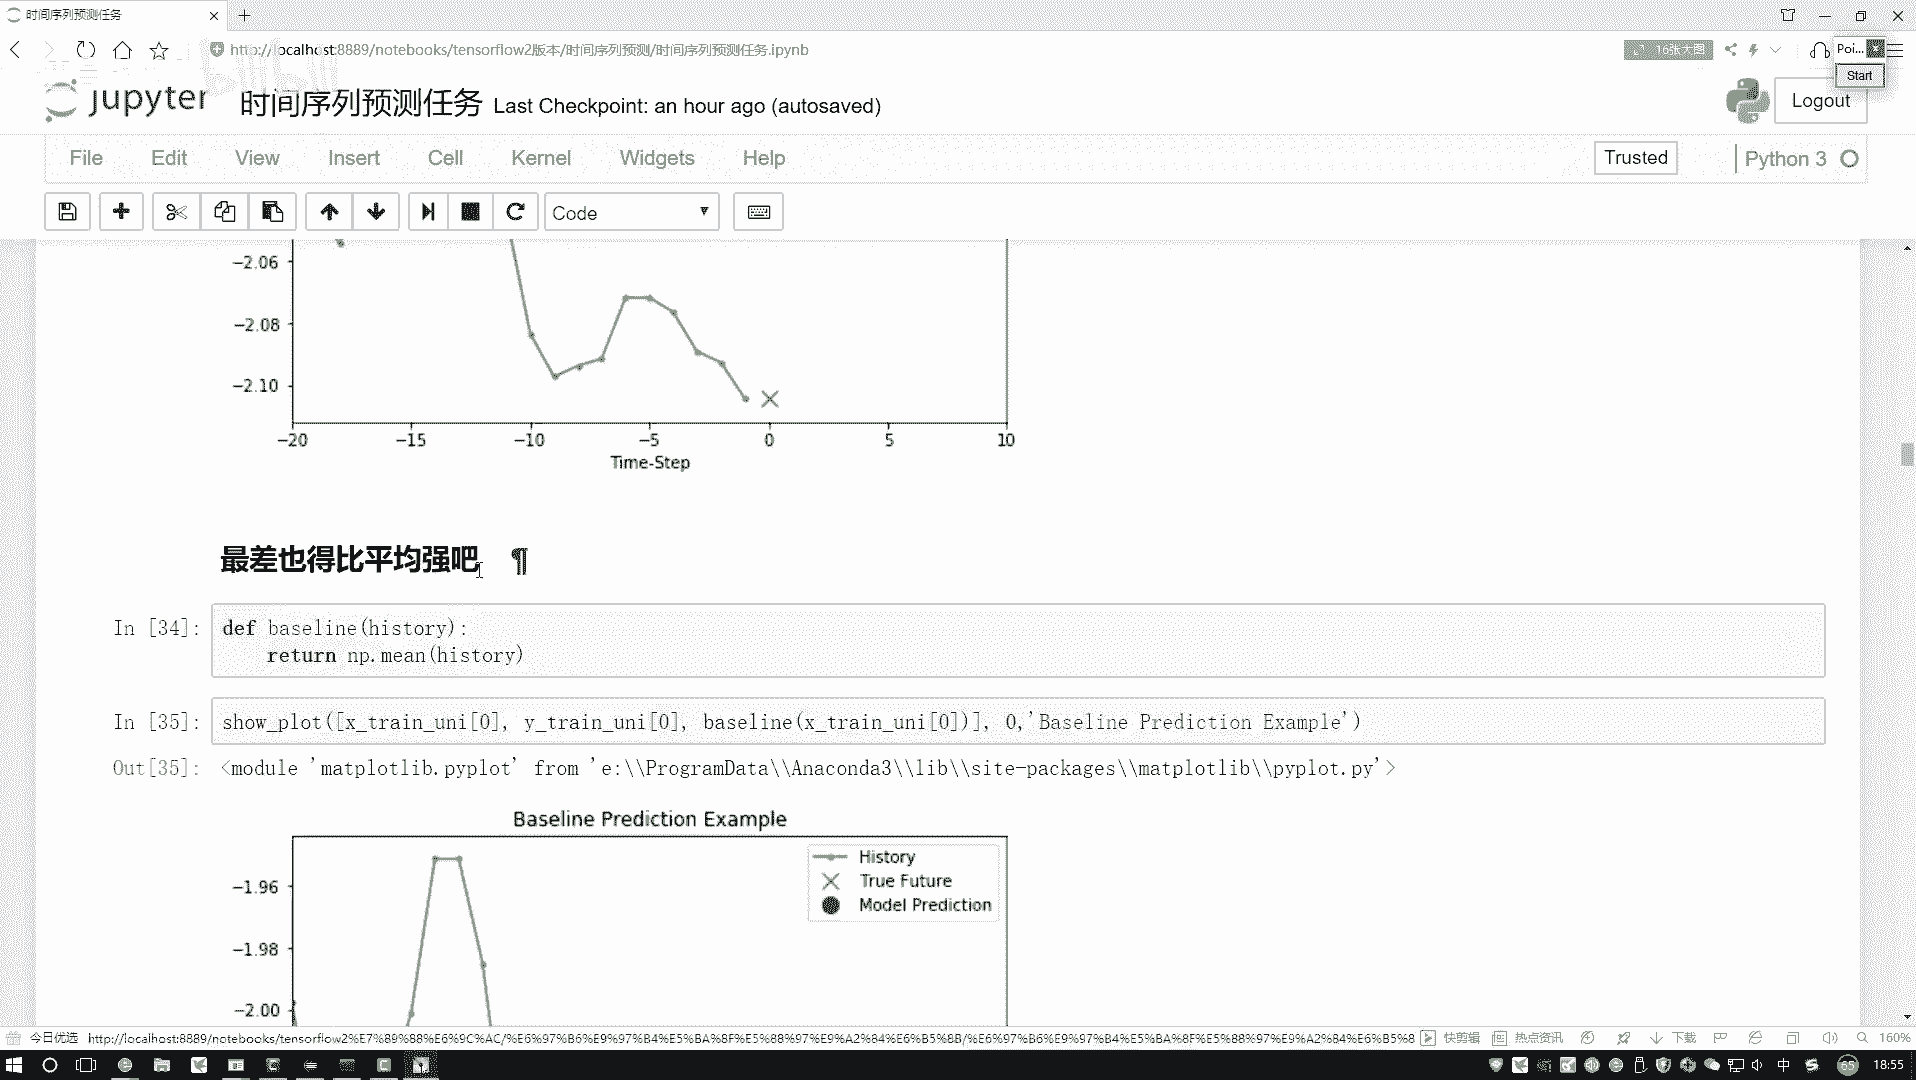 时间序列预测任务
http://localhost:8889/notebooks/tensorflow2版本/时间序列预测/时间序列预测任务.ipynb
16张大图
Poi...
Start
jupyter
时间序列预测任务 Last Checkpoint: an hour ago (autosaved)
Logout
File Edit View Insert Cell Kernel Widgets Help
Trusted
Python 3
Code
−2.06
−2.08
−2.10
−20 −15 −10 −5 0 5 10
Time-Step
最差也得比平均强吧 ¶
In [34]: def baseline(history):
return np.mean(history)
In [35]: show_plot([x_train_uni[0], y_train_uni[0], baseline(x_train_uni[0])], 0,'Baseline Prediction Example')
Out[35]: <module 'matplotlib.pyplot' from 'e:\\ProgramData\\Anaconda3\\lib\\site-packages\\matplotlib\\pyplot.py'>
Baseline Prediction Example
History
True Future
Model Prediction
−1.96
−1.98
−2.00
今日优选 http://localhost:8889/notebooks/tensorflow2%E7%89%88%E6%9C%AC/%E6%97%B6%E9%97%B4%E5%BA%8F%E5%88%97%E9%A2%84%E6%B5%8B/%E6%97%B6%E9%97%B4%E5%BA%8F%E5%88%97%E9%A2%84%E6%B5%8
快剪辑 热点资讯 下载 160%
中 65 18:55